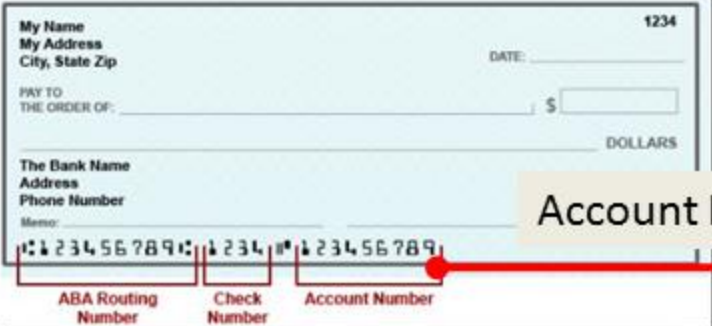 My Name 1234
My Address
City, State Zip DATE:
PAY TO
THE ORDER OF: $
DOLLARS
The Bank Name
Address
Phone Number
Account
Memo:
⑆123456789⑆ 1234 ⑈ 123456789
ABA Routing Check Account Number
Number Number